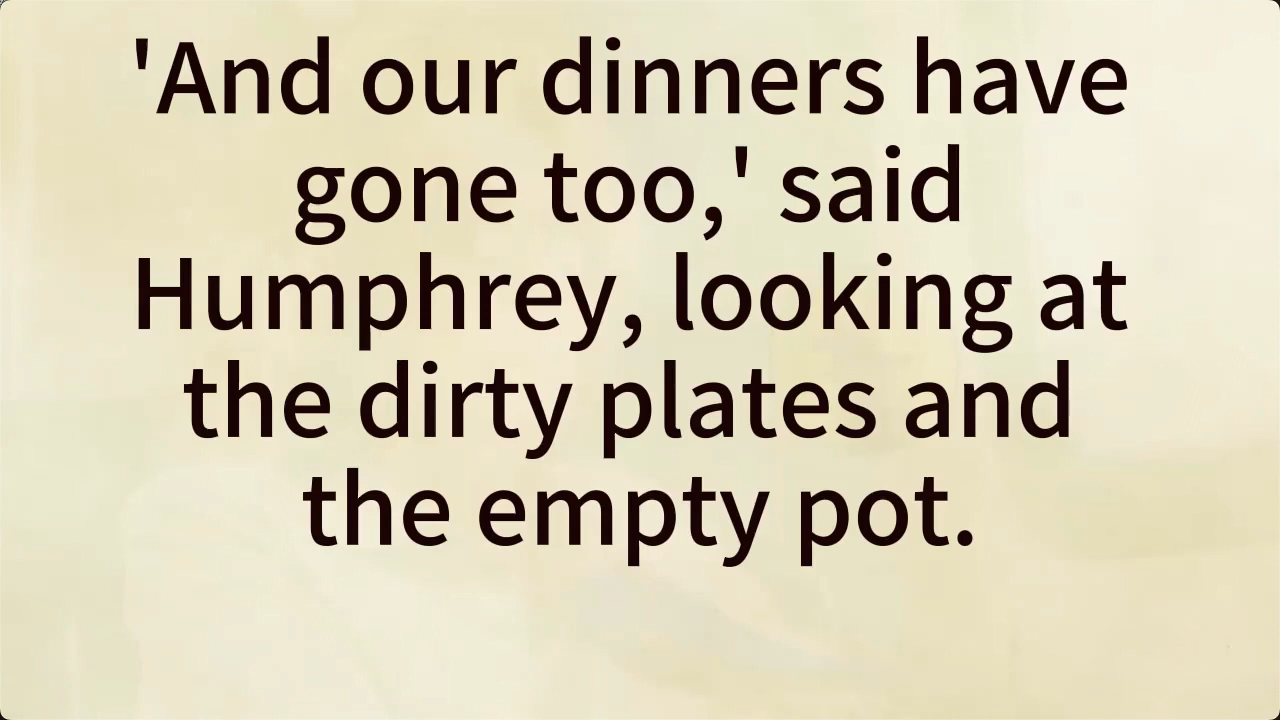 'And our dinners have
gone too,' said
Humphrey, looking at
the dirty plates and
the empty pot.